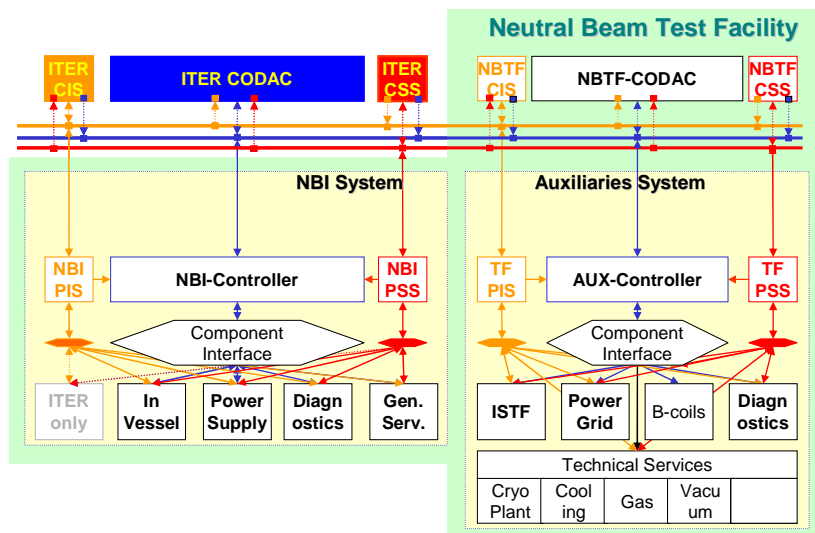 Neutral Beam Test Facility
ITER
CIS
ITER CODAC
ITER
CSS
NBTF
CIS
NBTF-CODAC
NBTF
CSS
NBI System
Auxiliaries System
NBI
PIS
NBI-Controller
NBI
PSS
TF
PIS
AUX-Controller
TF
PSS
Component
Interface
Component
Interface
ITER
only
In
Vessel
Power
Supply
Diagn
ostics
Gen.
Serv.
ISTF
Power
Grid
B-coils
Diagn
ostics
Technical Services
Cryo
Plant
Cool
ing
Gas
Vacu
um